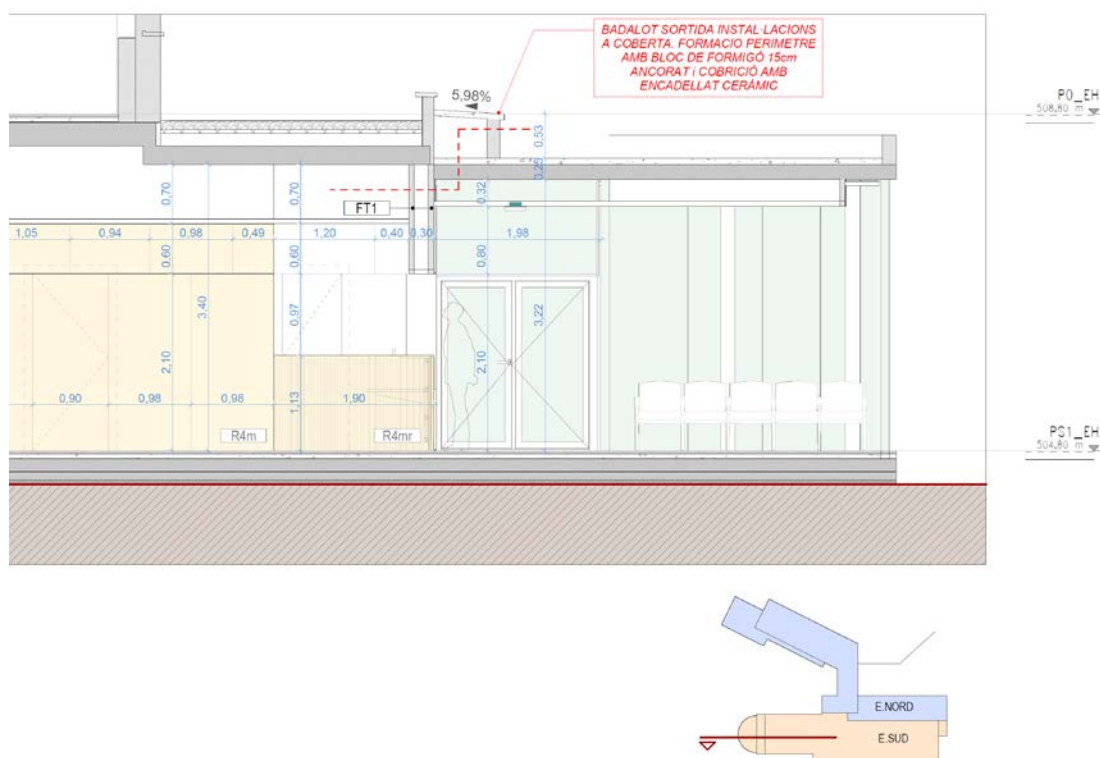 BADALOT SORTIDA INSTAL·LACIONS
A COBERTA. FORMACIO PERIMETRE
AMB BLOC DE FORMIGÓ 15cm
ANCORAT i COBRICIÓ AMB
ENCADELLAT CERÀMIC
5,98%
P0_EH
508,80 m
0,53
0,25
0,70
0,70
0,32
FT1
1,05
0,94
0,98
0,49
1,20
0,40
0,30
1,98
0,60
0,60
0,80
3,40
0,97
3,22
2,10
2,10
0,90
0,98
0,98
1,13
1,90
R4m
R4mr
PS1_EH
504,80 m
E.NORD
E.SUD